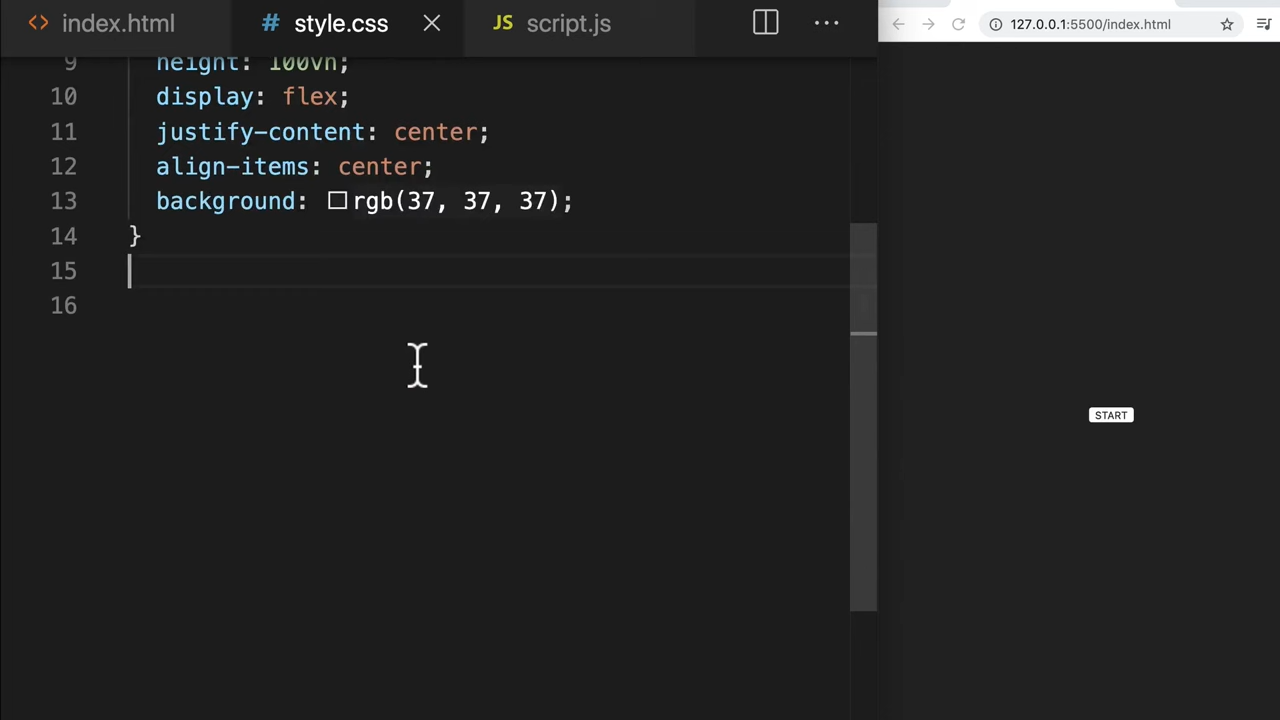 index.html
style.css
JS script.js
127.0.0.1:5500/index.html
9 height: 100vh;
10 display: flex;
11 justify-content: center;
12 align-items: center;
13 background: rgb(37, 37, 37);
14 }
15
16
START